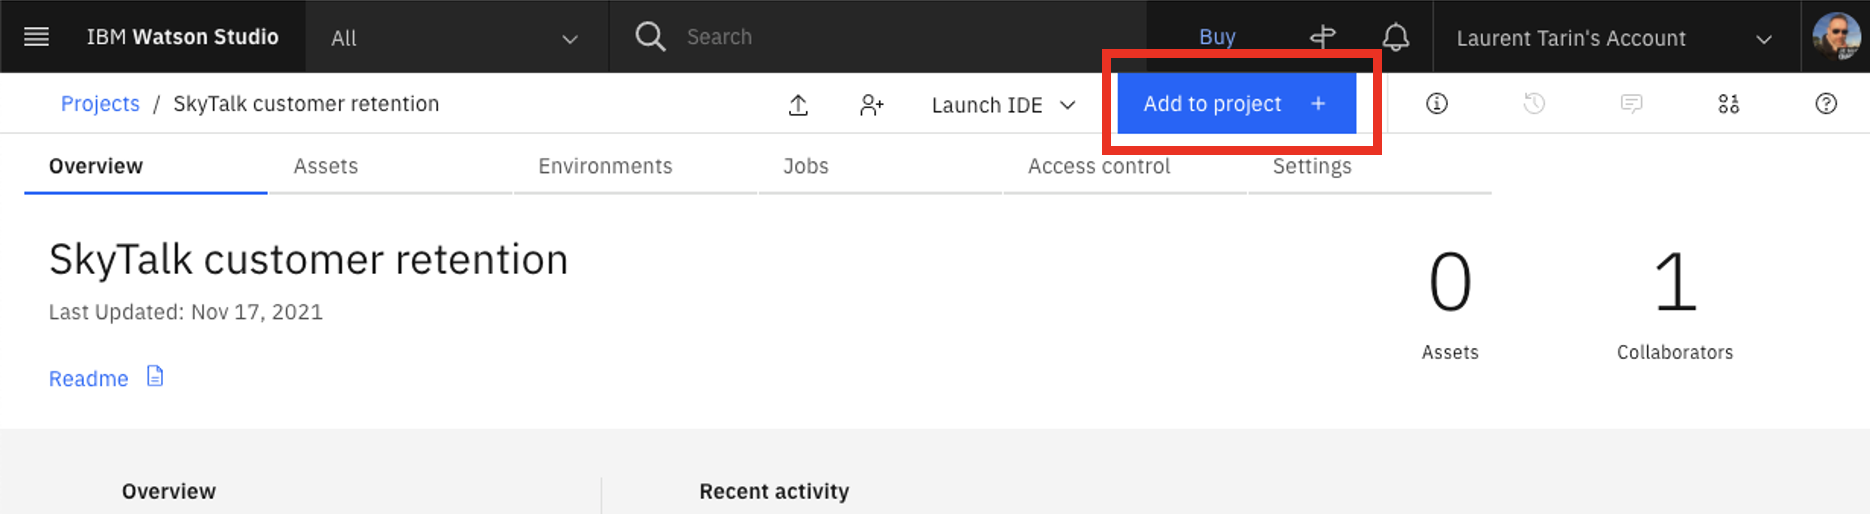 IBM Watson Studio All Search Buy Laurent Tarin's Account
Projects / SkyTalk customer retention Launch IDE Add to project +
Overview Assets Environments Jobs Access control Settings
SkyTalk customer retention
Last Updated: Nov 17, 2021
Readme
0 1
Assets Collaborators
Overview Recent activity